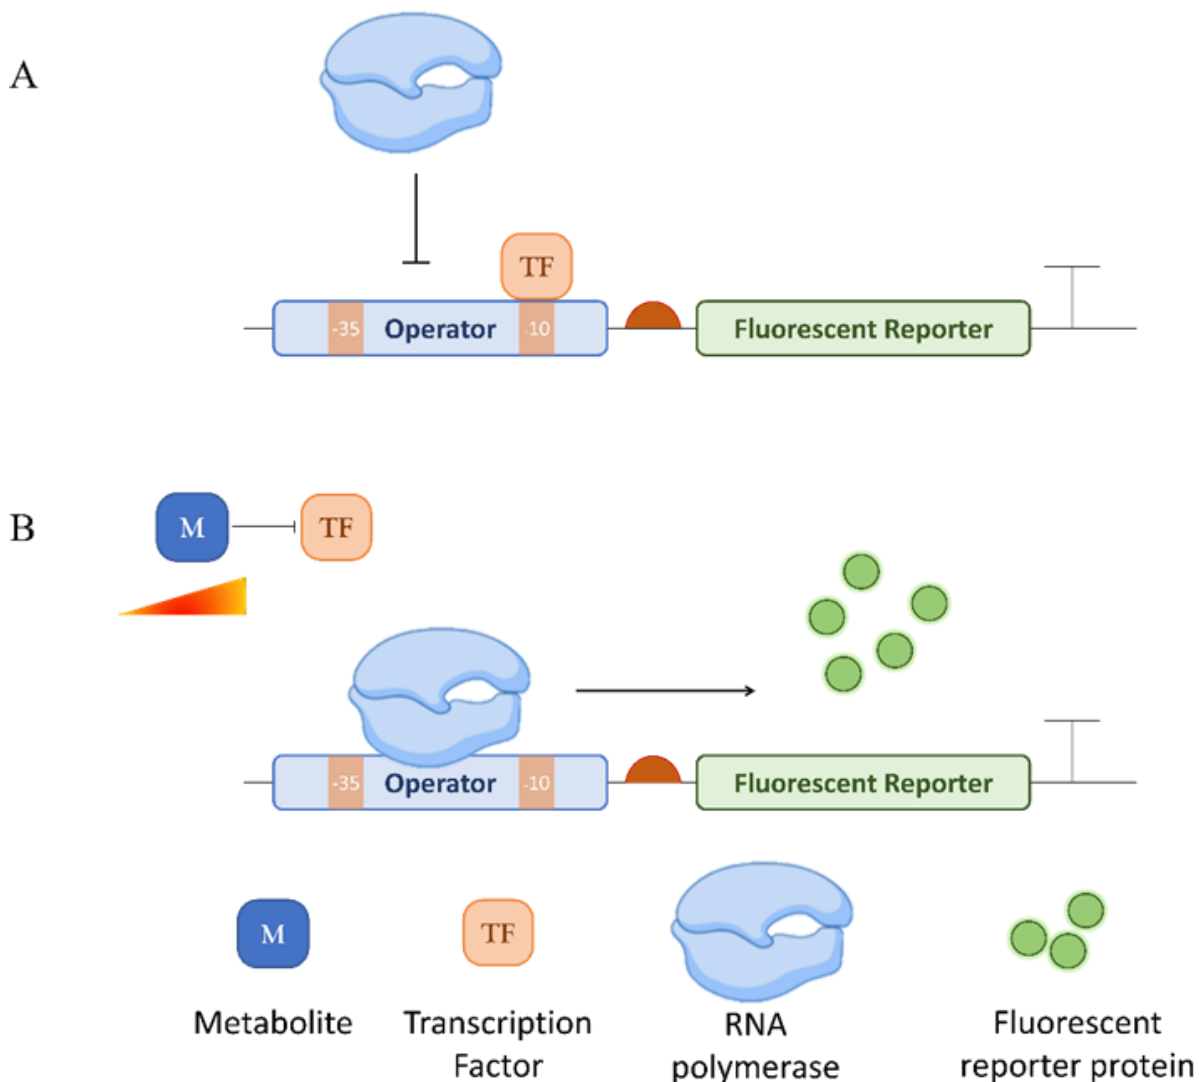 A
TF
-35 Operator -10 Fluorescent Reporter
B
M TF
-35 Operator -10 Fluorescent Reporter
M TF
Metabolite Transcription RNA Fluorescent
Factor polymerase reporter protein